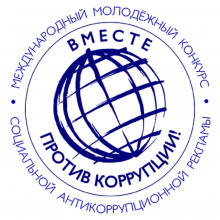 • МЕЖДУНАРОДНЫЙ МОЛОДЁЖНЫЙ КОНКУРС •
СОЦИАЛЬНОЙ АНТИКОРРУПЦИОННОЙ РЕКЛАМЫ
ВМЕСТЕ
ПРОТИВ КОРРУПЦИИ!